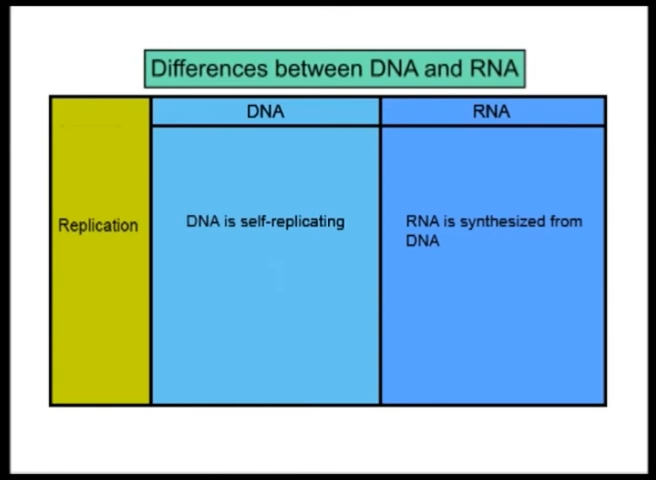 Differences between DNA and RNA
DNA
RNA
Replication
DNA is self-replicating
RNA is synthesized from
DNA